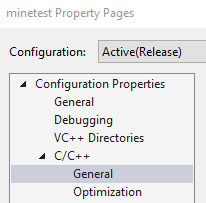 minetest Property Pages
Configuration: Active(Release)
Configuration Properties
General
Debugging
VC++ Directories
C/C++
General
Optimization